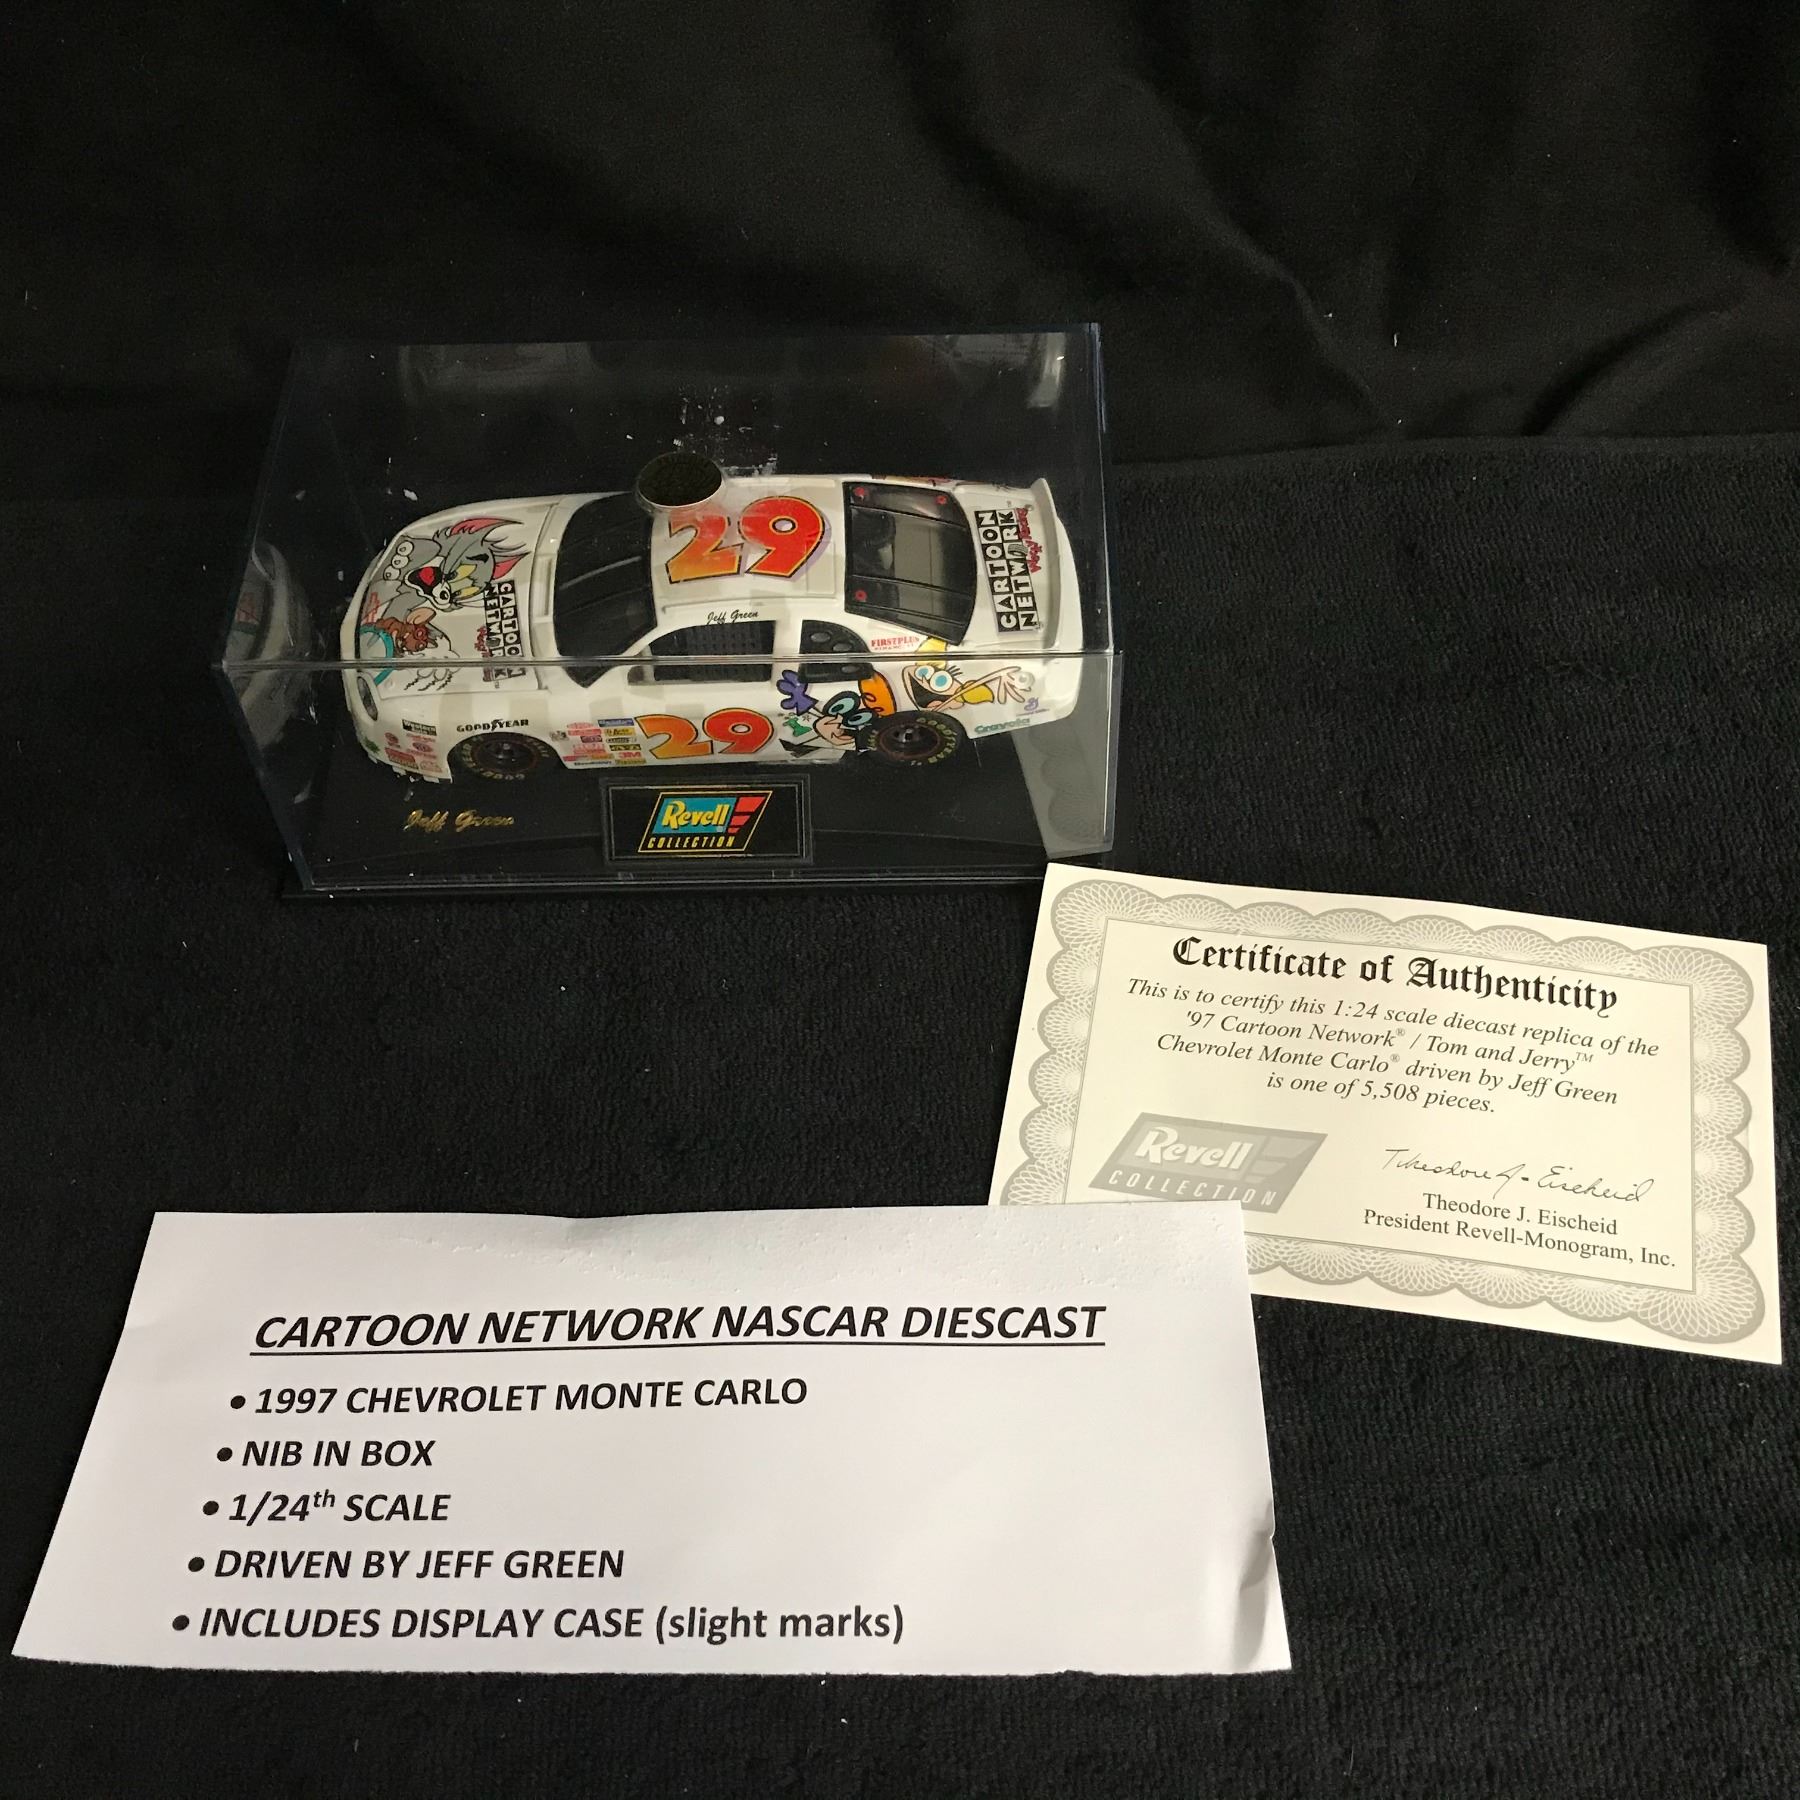 29
CARTOON
NETWORK
CARTOON
NETWORK
Jeff Green
FIRSTPLUS
GOODYEAR
29
3M
Jeff Green
Revell
COLLECTION
Certificate of Authenticity
This is to certify this 1:24 scale diecast replica of the
'97 Cartoon Network® / Tom and Jerry™
Chevrolet Monte Carlo® driven by Jeff Green
is one of 5,508 pieces.
Revell
COLLECTION
Theodore J. Eischeid
Theodore J. Eischeid
President Revell-Monogram, Inc.
CARTOON NETWORK NASCAR DIESCAST
• 1997 CHEVROLET MONTE CARLO
• NIB IN BOX
• 1/24th SCALE
• DRIVEN BY JEFF GREEN
• INCLUDES DISPLAY CASE (slight marks)